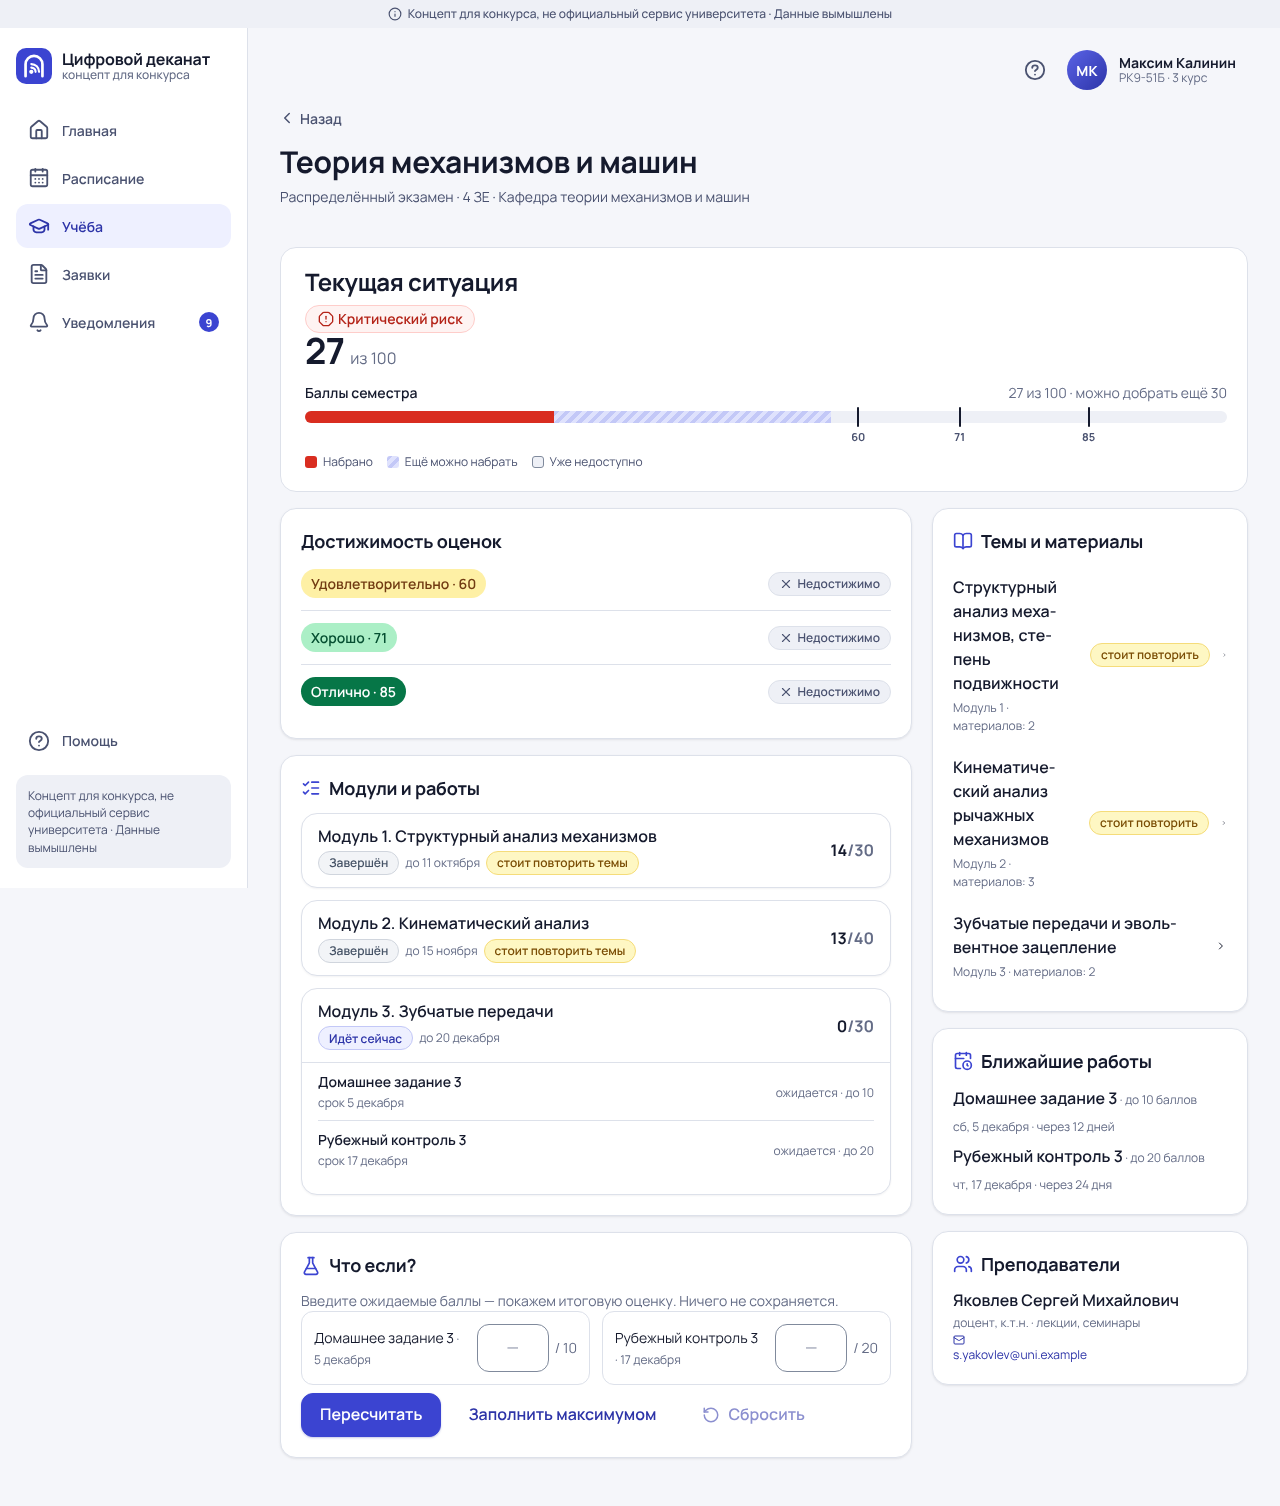 Концепт для конкурса, не официальный сервис университета · Данные вымышлены
Цифровой деканат
концепт для конкурса
Главная
Расписание
Учёба
Заявки
Уведомления 9
Помощь
Концепт для конкурса, не
официальный сервис
университета · Данные
вымышлены
МК
Максим Калинин
РК9-51Б · 3 курс
Назад
Теория механизмов и машин
Распределённый экзамен · 4 ЗЕ · Кафедра теории механизмов и машин
Текущая ситуация
Критический риск
27 из 100
Баллы семестра
27 из 100 · можно добрать ещё 30
60 71 85
Набрано Ещё можно набрать Уже недоступно
Достижимость оценок
Удовлетворительно · 60 Недостижимо
Хорошо · 71 Недостижимо
Отлично · 85 Недостижимо
Модули и работы
Модуль 1. Структурный анализ механизмов
Завершён до 11 октября стоит повторить темы
14/30
Модуль 2. Кинематический анализ
Завершён до 15 ноября стоит повторить темы
13/40
Модуль 3. Зубчатые передачи
Идёт сейчас до 20 декабря
0/30
Домашнее задание 3
срок 5 декабря
ожидается · до 10
Рубежный контроль 3
срок 17 декабря
ожидается · до 20
Что если?
Введите ожидаемые баллы — покажем итоговую оценку. Ничего не сохраняется.
Домашнее задание 3 ·
5 декабря
— / 10
Рубежный контроль 3
· 17 декабря
— / 20
Пересчитать Заполнить максимумом Сбросить
Темы и материалы
Структурный
анализ меха-
низмов, сте-
пень
подвижности
Модуль 1 ·
материалов: 2
стоит повторить
Кинематиче-
ский анализ
рычажных
механизмов
Модуль 2 ·
материалов: 3
стоит повторить
Зубчатые передачи и эволь-
вентное зацепление
Модуль 3 · материалов: 2
Ближайшие работы
Домашнее задание 3 · до 10 баллов
сб, 5 декабря · через 12 дней
Рубежный контроль 3 · до 20 баллов
чт, 17 декабря · через 24 дня
Преподаватели
Яковлев Сергей Михайлович
доцент, к.т.н. · лекции, семинары
s.yakovlev@uni.example